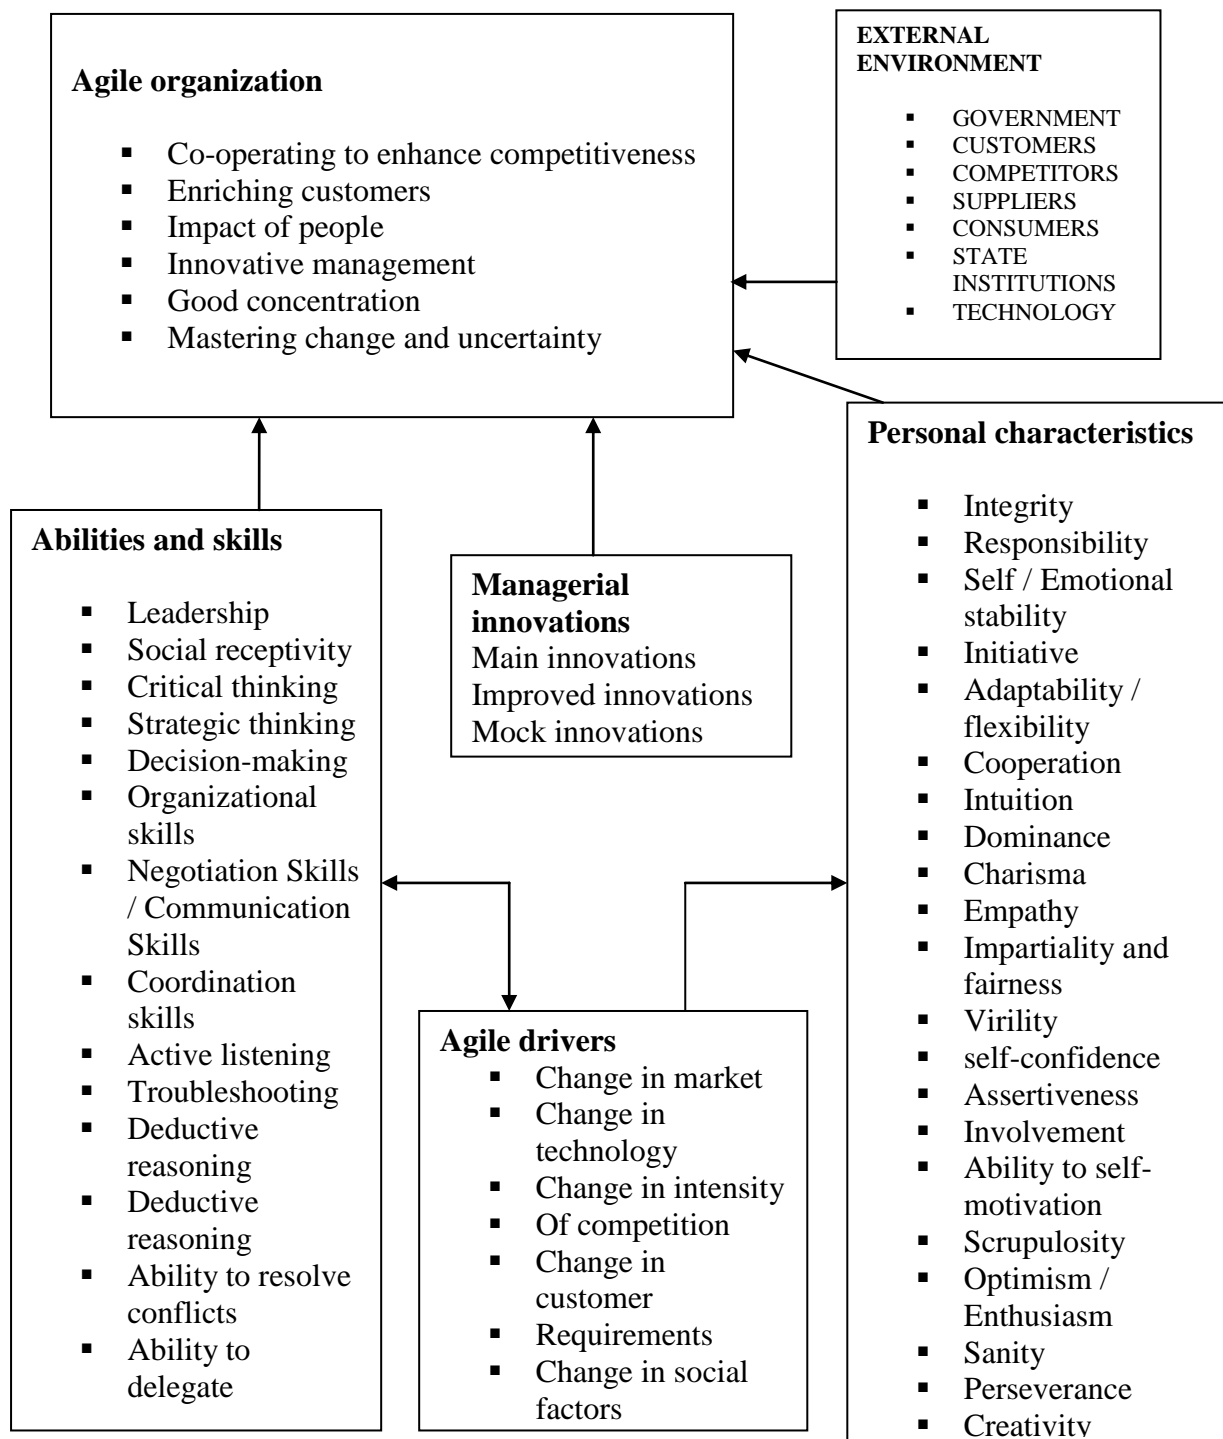 Agile organization
▪ Co-operating to enhance competitiveness
▪ Enriching customers
▪ Impact of people
▪ Innovative management
▪ Good concentration
▪ Mastering change and uncertainty
EXTERNAL
ENVIRONMENT
▪ GOVERNMENT
▪ CUSTOMERS
▪ COMPETITORS
▪ SUPPLIERS
▪ CONSUMERS
▪ STATE
INSTITUTIONS
▪ TECHNOLOGY
Abilities and skills
▪ Leadership
▪ Social receptivity
▪ Critical thinking
▪ Strategic thinking
▪ Decision-making
▪ Organizational
skills
▪ Negotiation Skills
/ Communication
Skills
▪ Coordination
skills
▪ Active listening
▪ Troubleshooting
▪ Deductive
reasoning
▪ Deductive
reasoning
▪ Ability to resolve
conflicts
▪ Ability to
delegate
Managerial
innovations
Main innovations
Improved innovations
Mock innovations
Agile drivers
▪ Change in market
▪ Change in
technology
▪ Change in intensity
▪ Of competition
▪ Change in
customer
▪ Requirements
▪ Change in social
factors
Personal characteristics
▪ Integrity
▪ Responsibility
▪ Self / Emotional
stability
▪ Initiative
▪ Adaptability /
flexibility
▪ Cooperation
▪ Intuition
▪ Dominance
▪ Charisma
▪ Empathy
▪ Impartiality and
fairness
▪ Virility
▪ self-confidence
▪ Assertiveness
▪ Involvement
▪ Ability to self-
motivation
▪ Scrupulosity
▪ Optimism /
Enthusiasm
▪ Sanity
▪ Perseverance
▪ Creativity